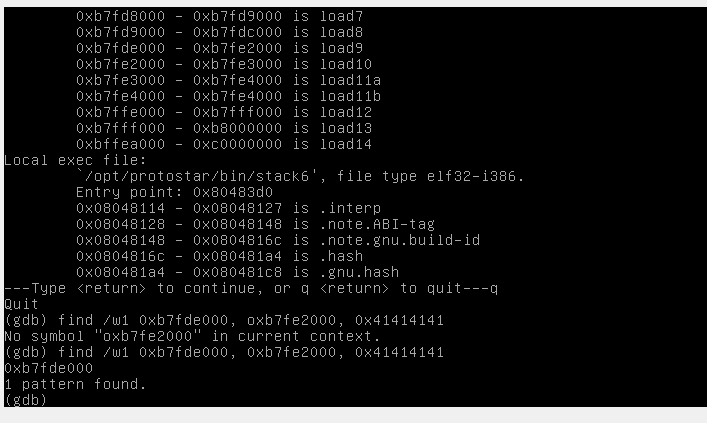 0xb7fd8000 - 0xb7fd9000 is load7
0xb7fd9000 - 0xb7fdc000 is load8
0xb7fde000 - 0xb7fe2000 is load9
0xb7fe2000 - 0xb7fe3000 is load10
0xb7fe3000 - 0xb7fe4000 is load11a
0xb7fe4000 - 0xb7fe4000 is load11b
0xb7ffe000 - 0xb7fff000 is load12
0xb7fff000 - 0xb8000000 is load13
0xbffea000 - 0xc0000000 is load14
Local exec file:
`/opt/protostar/bin/stack6', file type elf32-i386.
Entry point: 0x80483d0
0x08048114 - 0x08048127 is .interp
0x08048128 - 0x08048148 is .note.ABI-tag
0x08048148 - 0x0804816c is .note.gnu.build-id
0x0804816c - 0x080481a4 is .hash
0x080481a4 - 0x080481c8 is .gnu.hash
---Type <return> to continue, or q <return> to quit---q
Quit
(gdb) find /w1 0xb7fde000, oxb7fe2000, 0x41414141
No symbol "oxb7fe2000" in current context.
(gdb) find /w1 0xb7fde000, 0xb7fe2000, 0x41414141
0xb7fde000
1 pattern found.
(gdb)